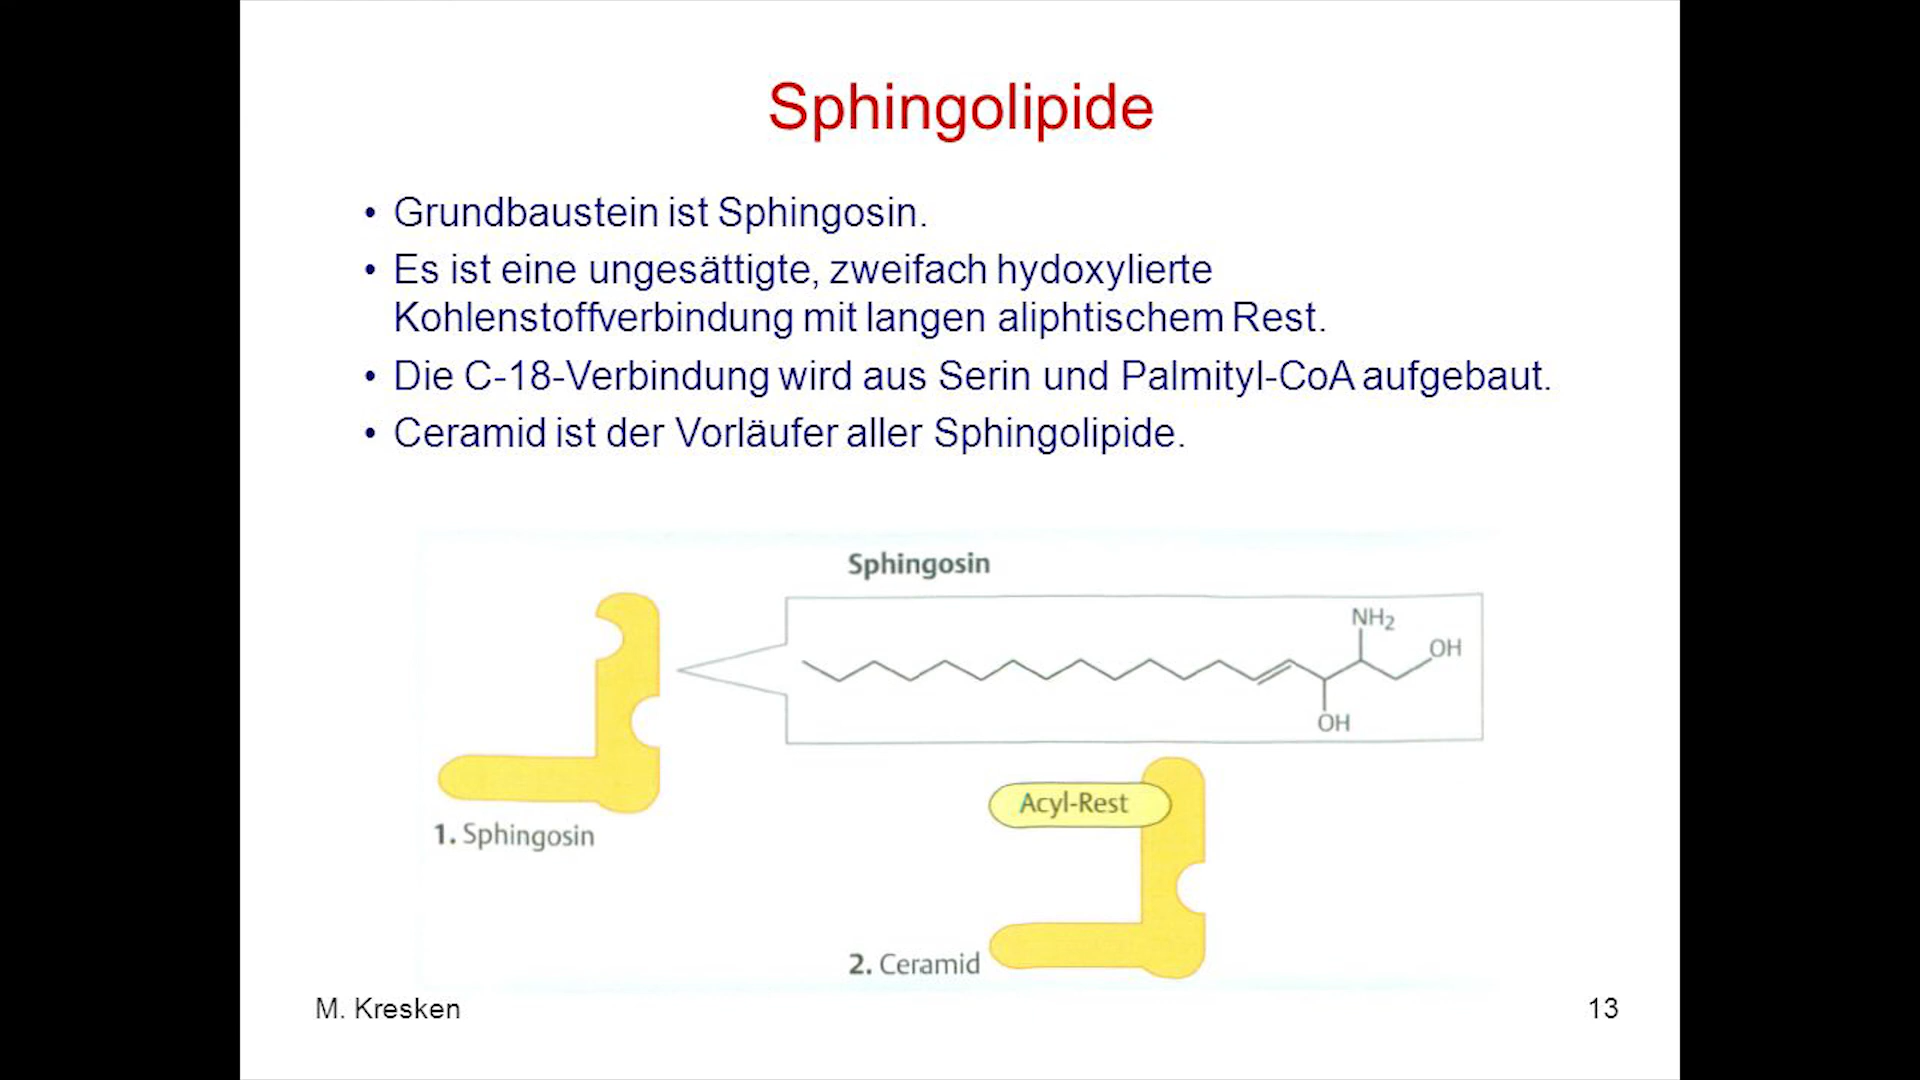 Sphingolipide
• Grundbaustein ist Sphingosin.
• Es ist eine ungesättigte, zweifach hydoxylierte
Kohlenstoffverbindung mit langen aliphtischem Rest.
• Die C-18-Verbindung wird aus Serin und Palmityl-CoA aufgebaut.
• Ceramid ist der Vorläufer aller Sphingolipide.
Sphingosin
NH₂
OH
OH
Acyl-Rest
1. Sphingosin
2. Ceramid
M. Kresken
13